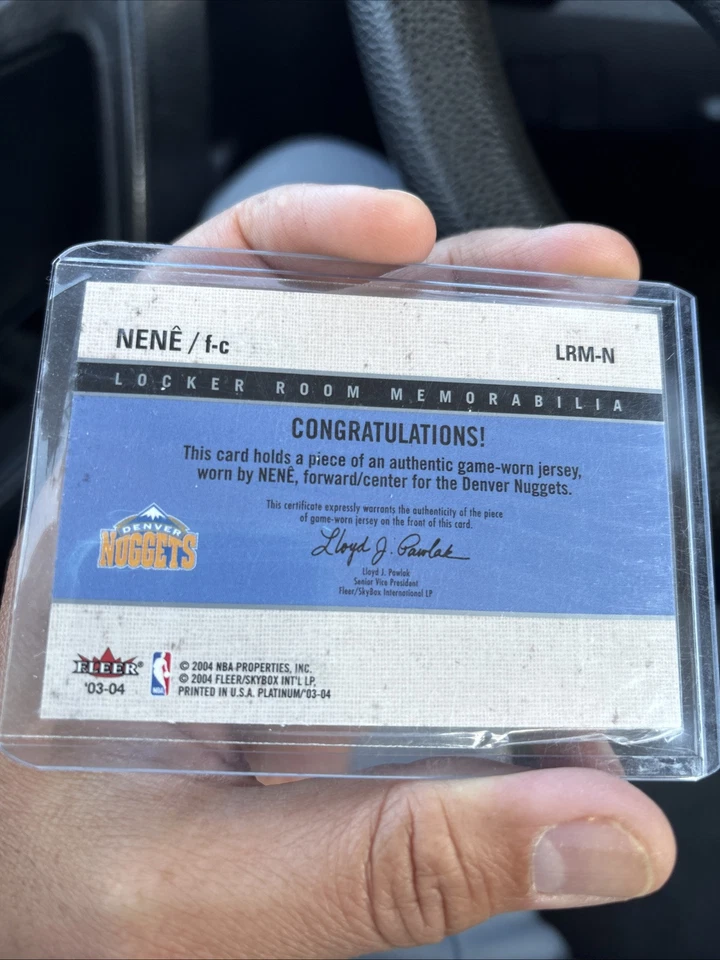 NENÊ / f-c
LRM-N
LOCKER ROOM MEMORABILIA
CONGRATULATIONS!
This card holds a piece of an authentic game-worn jersey,
worn by NENÊ, forward/center for the Denver Nuggets.
This certificate expressly warrants the authenticity of the piece
of game-worn jersey on the front of this card.
Lloyd J. Pawlak
Lloyd J. Pawlak
Senior Vice President
Fleer/SkyBox International LP
DENVER
NUGGETS
FLEER®
'03-04
NBA
© 2004 NBA PROPERTIES, INC.
© 2004 FLEER/SKYBOX INT'L LP.
PRINTED IN U.S.A. PLATINUM/'03-04